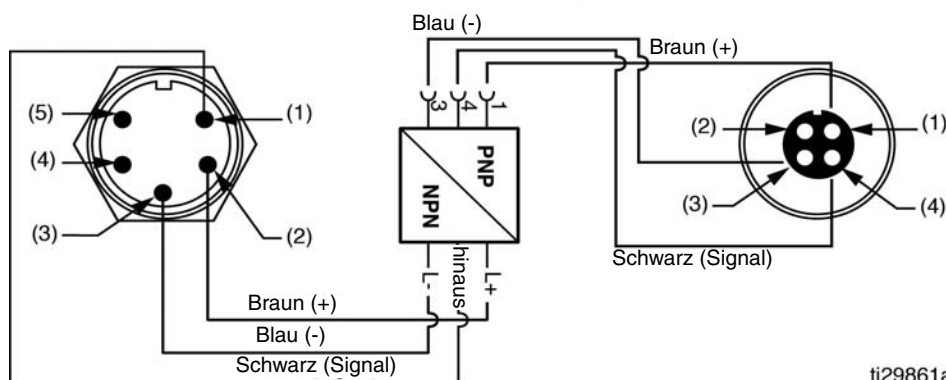 Blau (-)
Braun (+)
(5)
(1)
(4)
(3)
(2)
3
4
1
PNP
NPN
L-
hinaus
L+
(2)
(1)
(3)
(4)
Schwarz (Signal)
Braun (+)
Blau (-)
Schwarz (Signal)
ti29861a